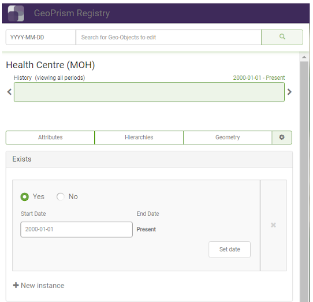 GeoPrism Registry
YYYY-MM-DD Search for Geo-Objects to edit
Health Centre (MOH)
History (viewing all periods) 2000-01-01 - Present
Attributes Hierarchies Geometry
Exists
Yes No
Start Date End Date
2000-01-01 Present
Set date
+ New instance